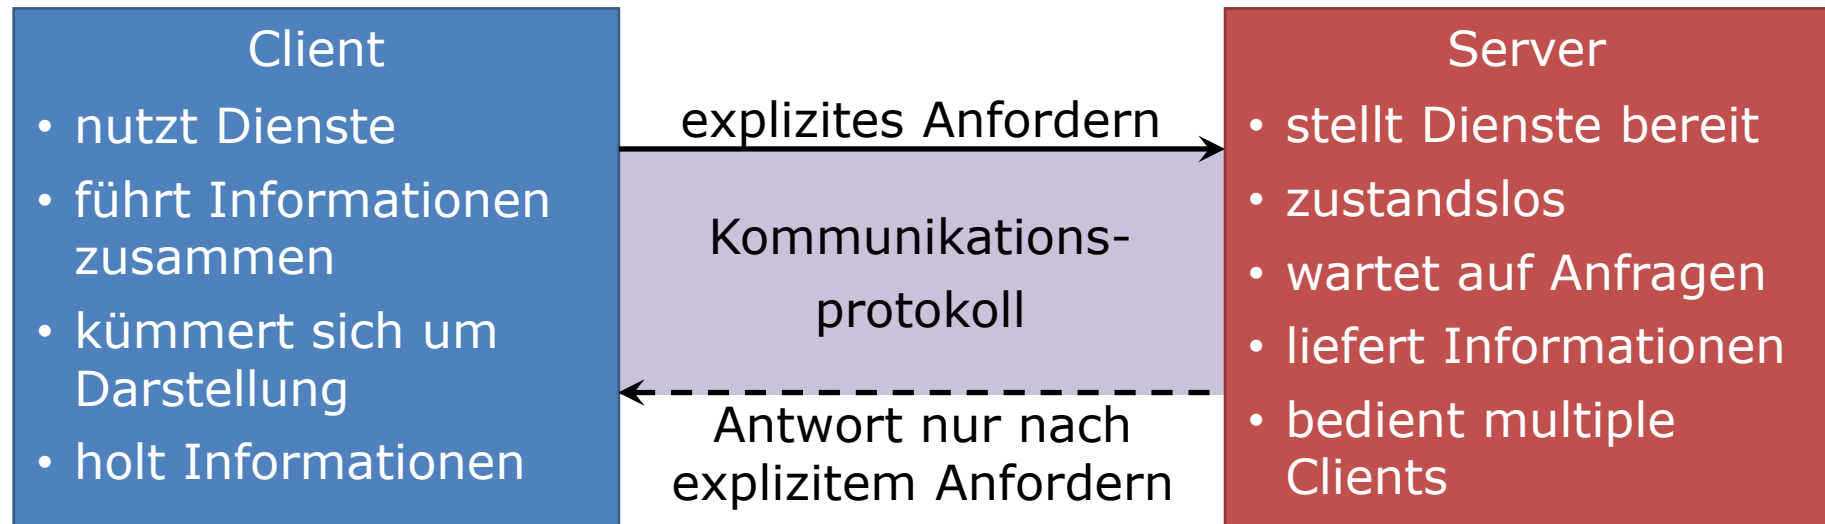 Client
• nutzt Dienste
• führt Informationen
zusammen
• kümmert sich um
Darstellung
• holt Informationen
explizites Anfordern
Kommunikations-
protokoll
Antwort nur nach
explizitem Anfordern
Server
• stellt Dienste bereit
• zustandslos
• wartet auf Anfragen
• liefert Informationen
• bedient multiple
Clients